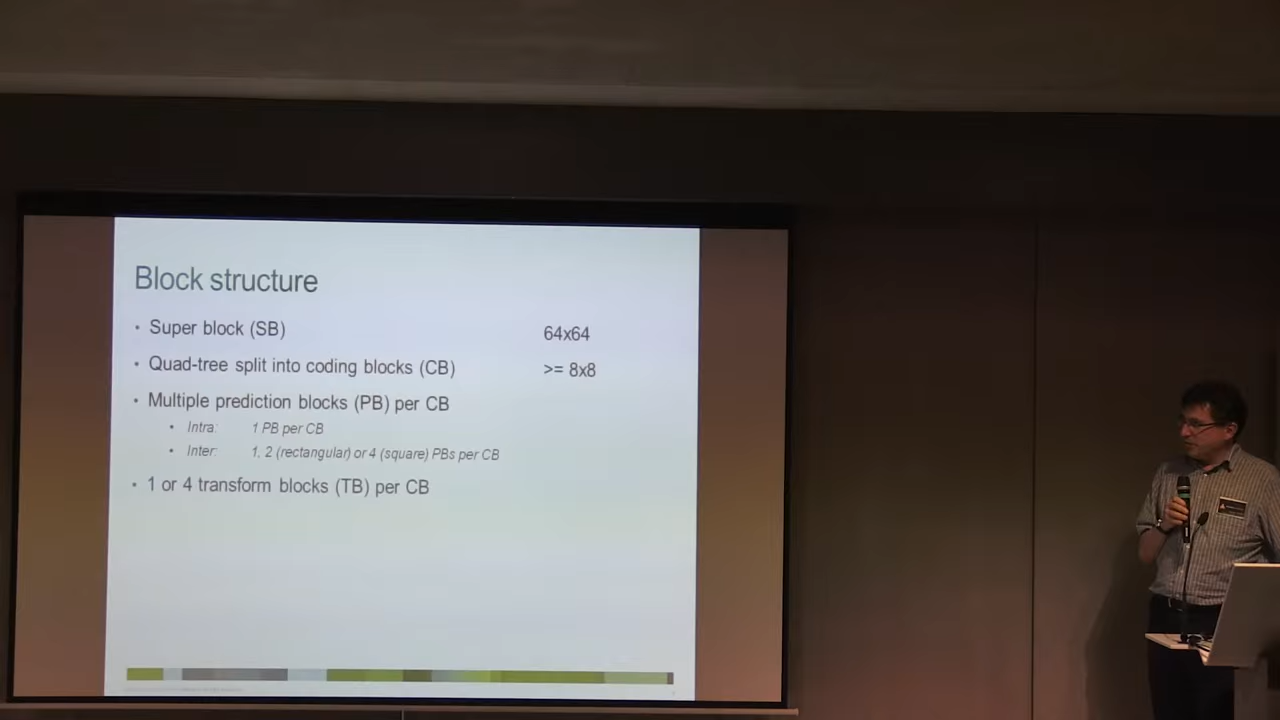 Block structure
• Super block (SB) 64x64
• Quad-tree split into coding blocks (CB) >= 8x8
• Multiple prediction blocks (PB) per CB
• Intra: 1 PB per CB
• Inter: 1, 2 (rectangular) or 4 (square) PBs per CB
• 1 or 4 transform blocks (TB) per CB